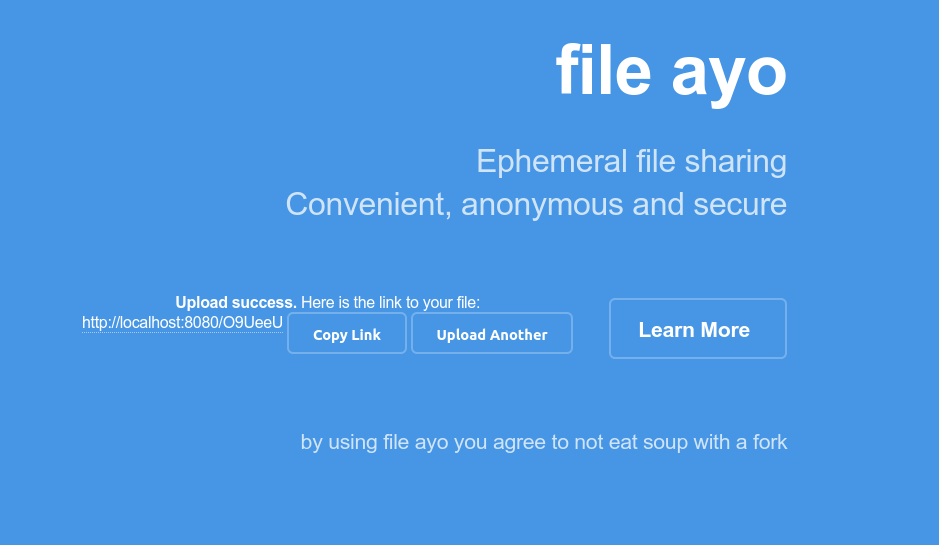 file ayo
Ephemeral file sharing
Convenient, anonymous and secure
Upload success. Here is the link to your file:
http://localhost:8080/O9UeeU
Copy Link
Upload Another
Learn More
by using file ayo you agree to not eat soup with a fork